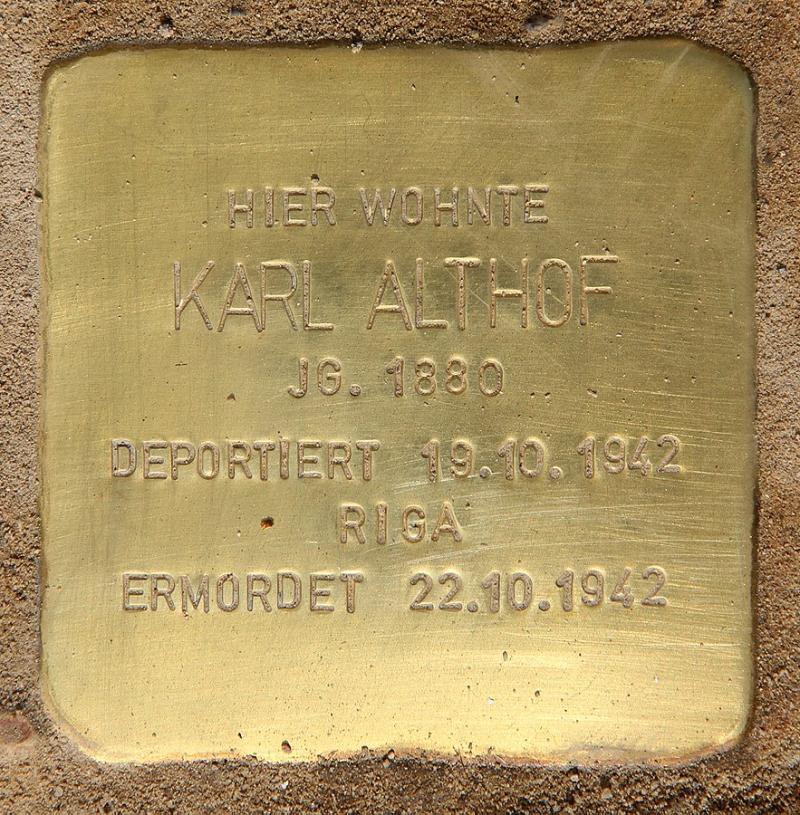 HIER WOHNTE
KARL ALTHOF
JG. 1880
DEPORTIERT 19.10.1942
RIGA
ERMORDET 22.10.1942